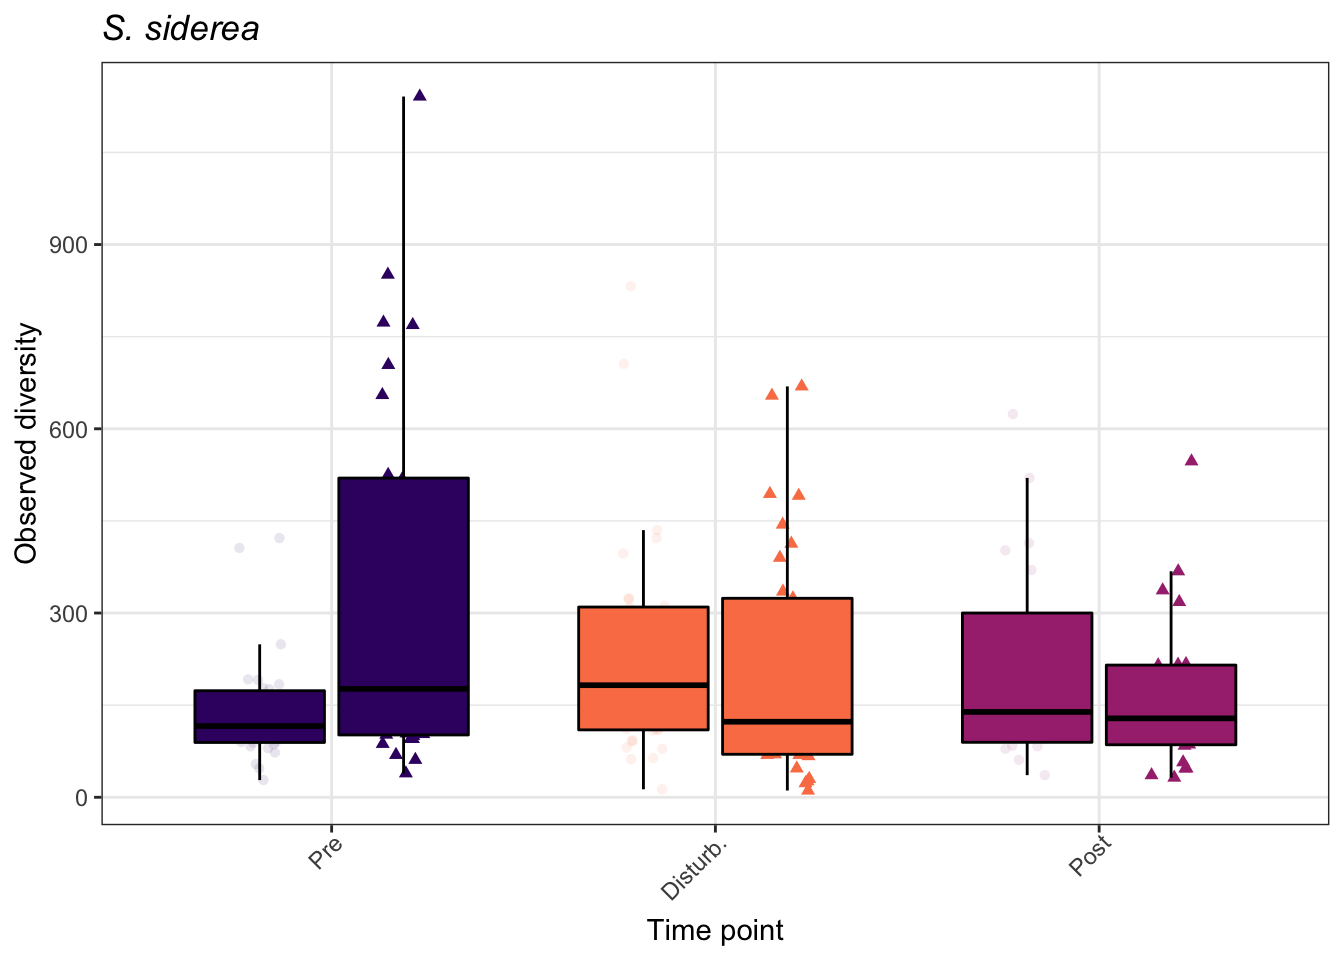 S. siderea
Observed diversity
900
600
300
0
Pre
Disturb.
Post
Time point